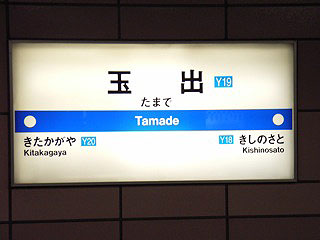 玉出 Y19
たまで
Tamade
きたかがや Y20
Kitakagaya
Y18 きしのさと
Kishinosato